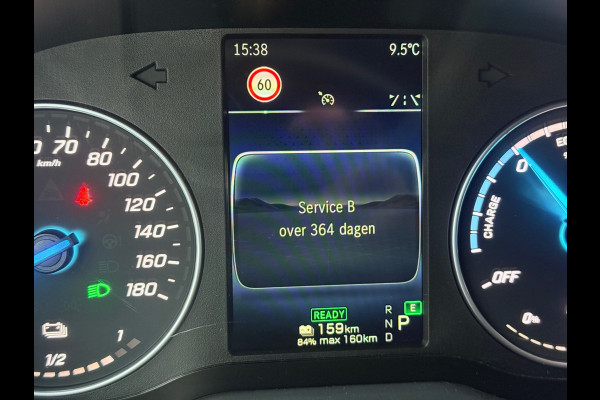 15:38 9.5°C
60
70
80
100
120
140
160
180
km/h
1/2 1
Service B
over 364 dagen
READY
159km
84% max 160km
R
N
D
E
P
0
CHARGE
OFF
0%